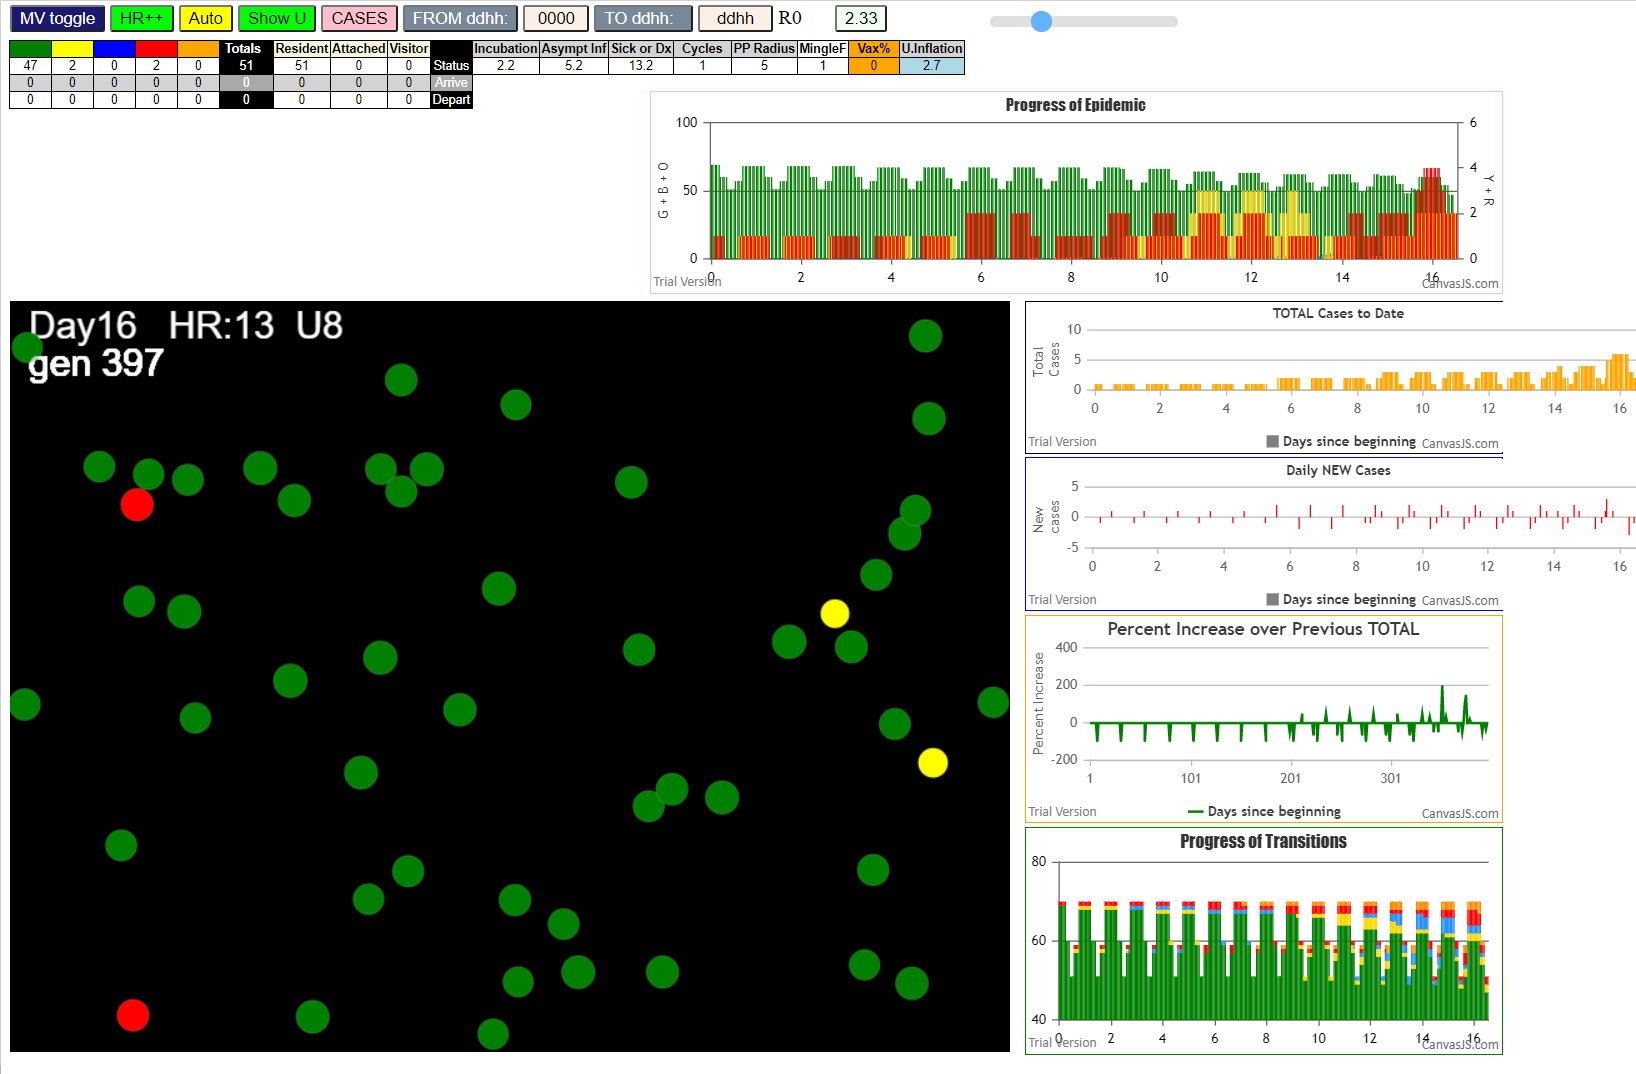 MV toggle HR++ Auto Show U CASES FROM ddhh: 0000 TO ddhh: ddhh R0 2.33
Totals Resident Attached Visitor Incubation Asympt Inf Sick or Dx Cycles PP Radius MingleF Vax% U.Inflation
47 2 0 2 0 51 51 0 0 Status 2.2 5.2 13.2 1 5 1 0 2.7
0 0 0 0 0 0 0 0 0 Arrive
0 0 0 0 0 0 0 0 0 Depart
Progress of Epidemic
100 6
4
50
2
0 0
G + B + O
Y + R
0 2 4 6 8 10 12 14 16
Trial Version CanvasJS.com
Day16 HR:13 U8
gen 397
TOTAL Cases to Date
Total
Cases
10
5
0
0 2 4 6 8 10 12 14 16
Days since beginning
Trial Version CanvasJS.com
Daily NEW Cases
New
cases
5
0
-5
0 2 4 6 8 10 12 14 16
Days since beginning
Trial Version CanvasJS.com
Percent Increase over Previous TOTAL
Percent Increase
400
200
0
-200
1 101 201 301
Days since beginning
Trial Version CanvasJS.com
Progress of Transitions
80
60
40
0 2 4 6 8 10 12 14 16
Trial Version CanvasJS.com